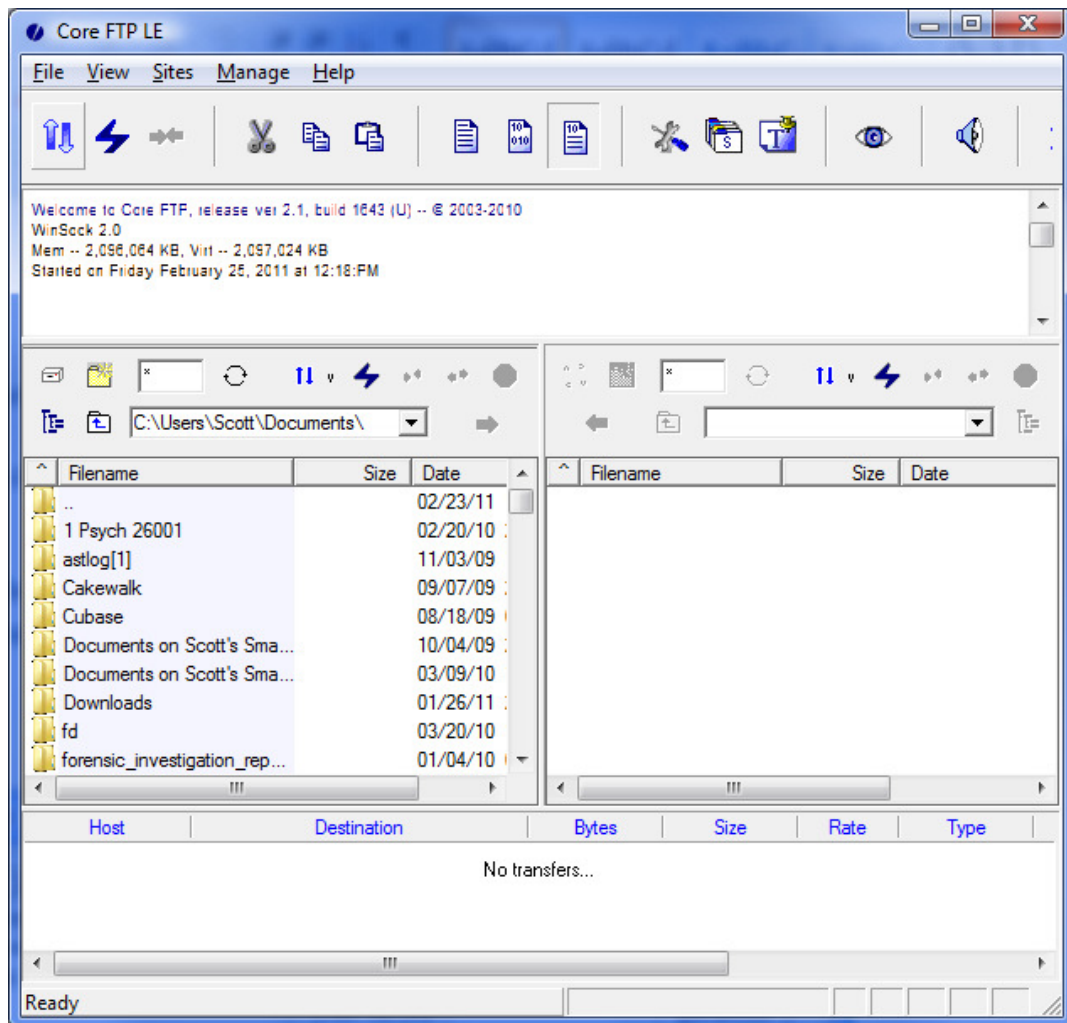 Core FTP LE
File View Sites Manage Help
Welcome to Core FTP, release ver 2.1, build 1643 (U) -- © 2003-2010
WinSock 2.0
Mem -- 2,096,064 KB, Virt -- 2,097,024 KB
Started on Friday February 25, 2011 at 12:18:PM
C:\Users\Scott\Documents\
^ Filename Size Date
.. 02/23/11
1 Psych 26001 02/20/10
astlog[1] 11/03/09
Cakewalk 09/07/09
Cubase 08/18/09
Documents on Scott's Sma... 10/04/09
Documents on Scott's Sma... 03/09/10
Downloads 01/26/11
fd 03/20/10
forensic_investigation_rep... 01/04/10
^ Filename Size Date
Host Destination Bytes Size Rate Type
No transfers...
Ready